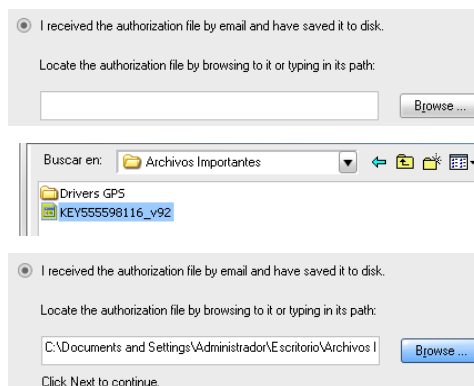 I received the authorization file by email and have saved it to disk.
Locate the authorization file by browsing to it or typing in its path:
Browse ...
Buscar en: Archivos Importantes
Drivers GPS
KEY555598116_v92
I received the authorization file by email and have saved it to disk.
Locate the authorization file by browsing to it or typing in its path:
C:\Documents and Settings\Administrador\Escritorio\Archivos I Browse ...
Click Next to continue.